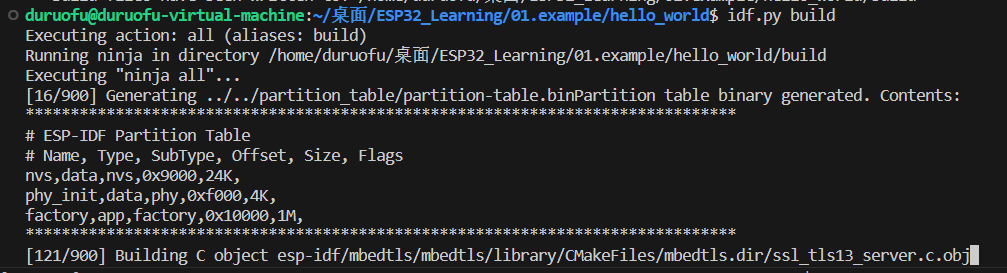 duruofu@duruofu-virtual-machine:~/桌面/ESP32_Learning/01.example/hello_world$ idf.py build
Executing action: all (aliases: build)
Running ninja in directory /home/duruofu/桌面/ESP32_Learning/01.example/hello_world/build
Executing "ninja all"...
[16/900] Generating ../../partition_table/partition-table.binPartition table binary generated. Contents:
*******************************************************************************
# ESP-IDF Partition Table
# Name, Type, SubType, Offset, Size, Flags
nvs,data,nvs,0x9000,24K,
phy_init,data,phy,0xf000,4K,
factory,app,factory,0x10000,1M,
*******************************************************************************
[121/900] Building C object esp-idf/mbedtls/mbedtls/library/CMakeFiles/mbedtls.dir/ssl_tls13_server.c.obj